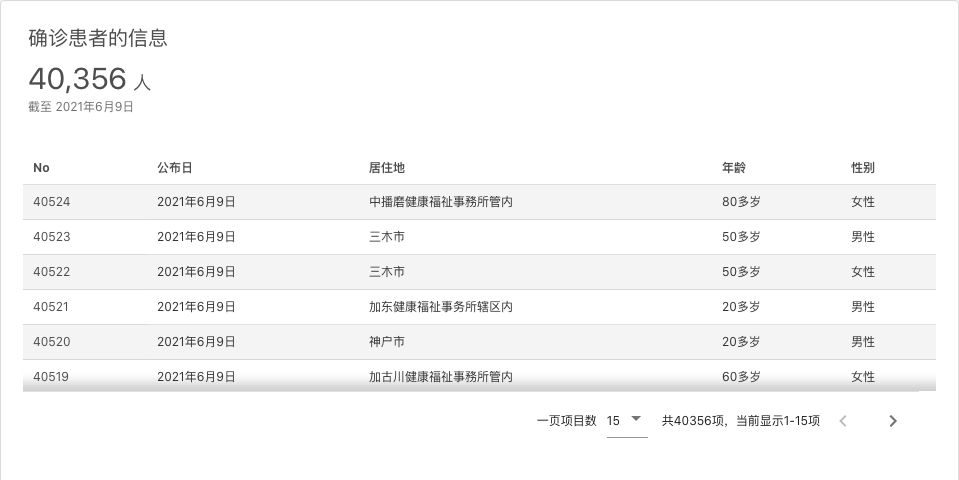 确诊患者的信息
40,356 人
截至 2021年6月9日
No 公布日 居住地 年龄 性别
40524 2021年6月9日 中播磨健康福祉事務所管内 80多岁 女性
40523 2021年6月9日 三木市 50多岁 男性
40522 2021年6月9日 三木市 50多岁 女性
40521 2021年6月9日 加东健康福祉事务所辖区内 20多岁 男性
40520 2021年6月9日 神户市 20多岁 男性
40519 2021年6月9日 加古川健康福祉事務所管内 60多岁 女性
一页项目数 15 共40356项，当前显示1-15项